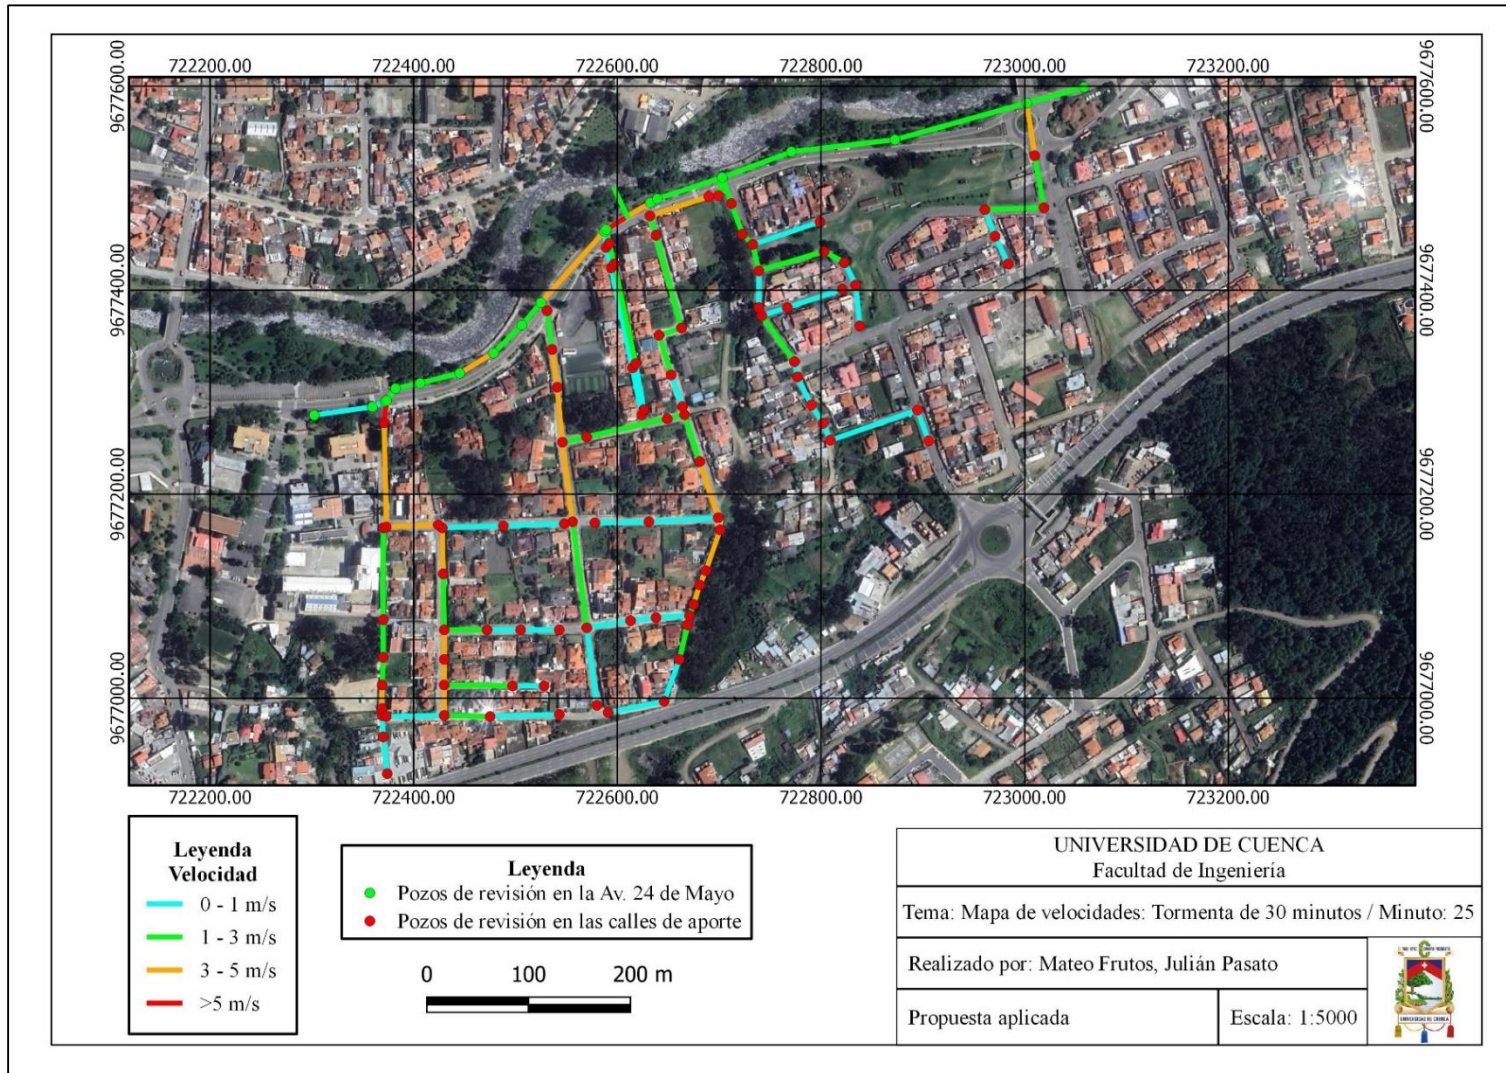 722200.00 722400.00 722600.00 722800.00 723000.00 723200.00
9677600.00 9677600.00
9677400.00 9677400.00
9677200.00 9677200.00
9677000.00 9677000.00
722200.00 722400.00 722600.00 722800.00 723000.00 723200.00
Leyenda
Velocidad
0 - 1 m/s
1 - 3 m/s
3 - 5 m/s
>5 m/s
Leyenda
Pozos de revisión en la Av. 24 de Mayo
Pozos de revisión en las calles de aporte
0 100 200 m
UNIVERSIDAD DE CUENCA
Facultad de Ingeniería
Tema: Mapa de velocidades: Tormenta de 30 minutos / Minuto: 25
Realizado por: Mateo Frutos, Julián Pasato
Propuesta aplicada
Escala: 1:5000
UNIVERSIDAD DE CUENCA